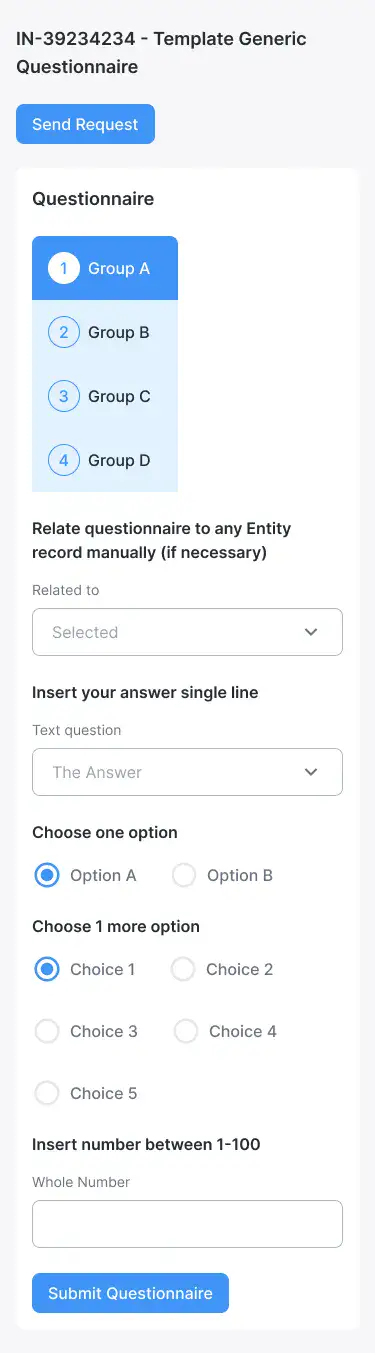 IN-39234234 - Template Generic
Questionnaire
Send Request
Questionnaire
1 Group A
2 Group B
3 Group C
4 Group D
Relate questionnaire to any Entity
record manually (if necessary)
Related to
Selected
Insert your answer single line
Text question
The Answer
Choose one option
Option A Option B
Choose 1 more option
Choice 1 Choice 2
Choice 3 Choice 4
Choice 5
Insert number between 1-100
Whole Number
Submit Questionnaire